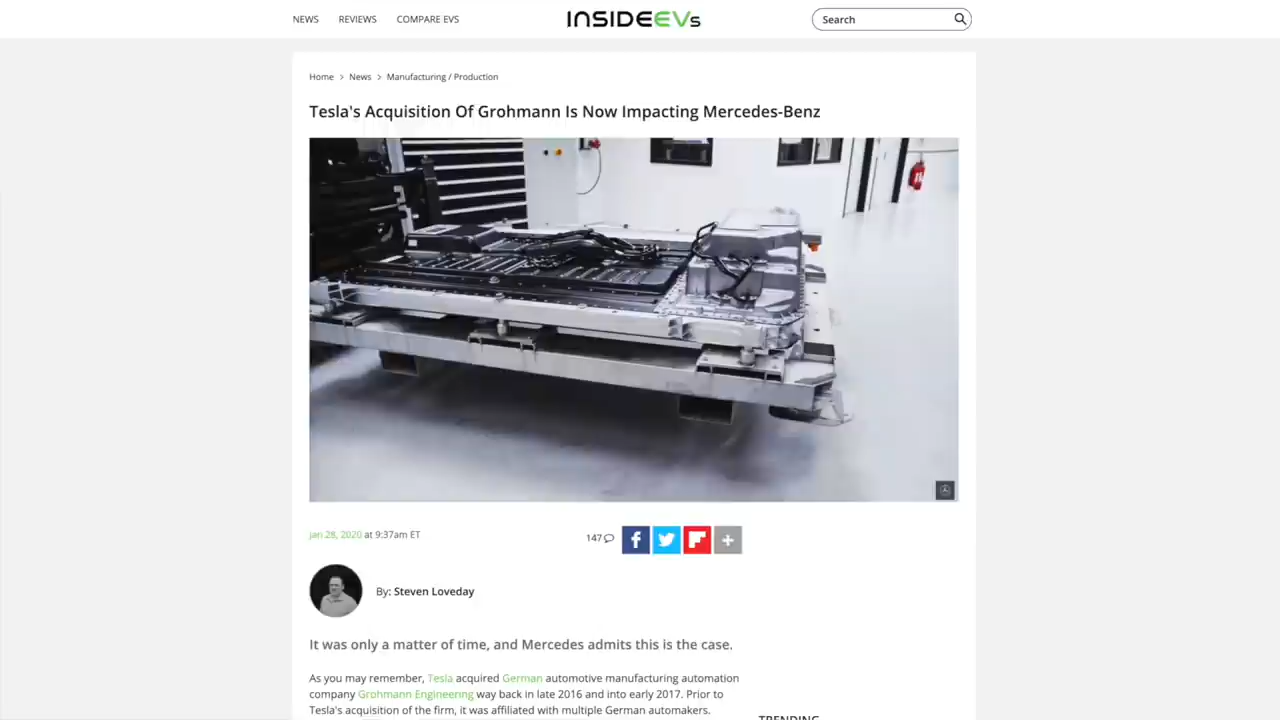 NEWS REVIEWS COMPARE EVS INSIDEEVs Search
Home > News > Manufacturing / Production
Tesla's Acquisition Of Grohmann Is Now Impacting Mercedes-Benz
Jan 28, 2020 at 9:37am ET
147
By: Steven Loveday
It was only a matter of time, and Mercedes admits this is the case.
As you may remember, Tesla acquired German automotive manufacturing automation
company Grohmann Engineering way back in late 2016 and into early 2017. Prior to
Tesla's acquisition of the firm, it was affiliated with multiple German automakers.
TRENDING